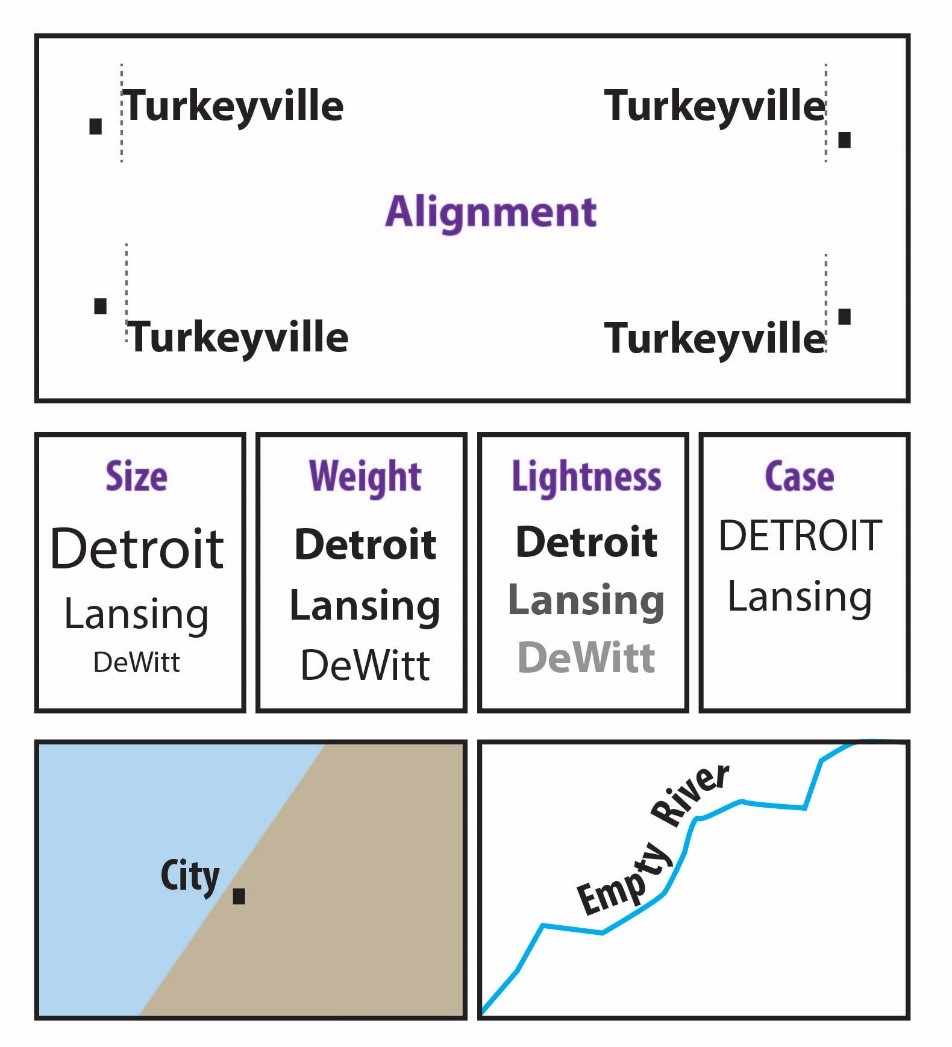 Turkeyville
Turkeyville
Alignment
Turkeyville
Turkeyville
Size
Detroit
Lansing
DeWitt
Weight
Detroit
Lansing
DeWitt
Lightness
Detroit
Lansing
DeWitt
Case
DETROIT
Lansing
City
Empty River